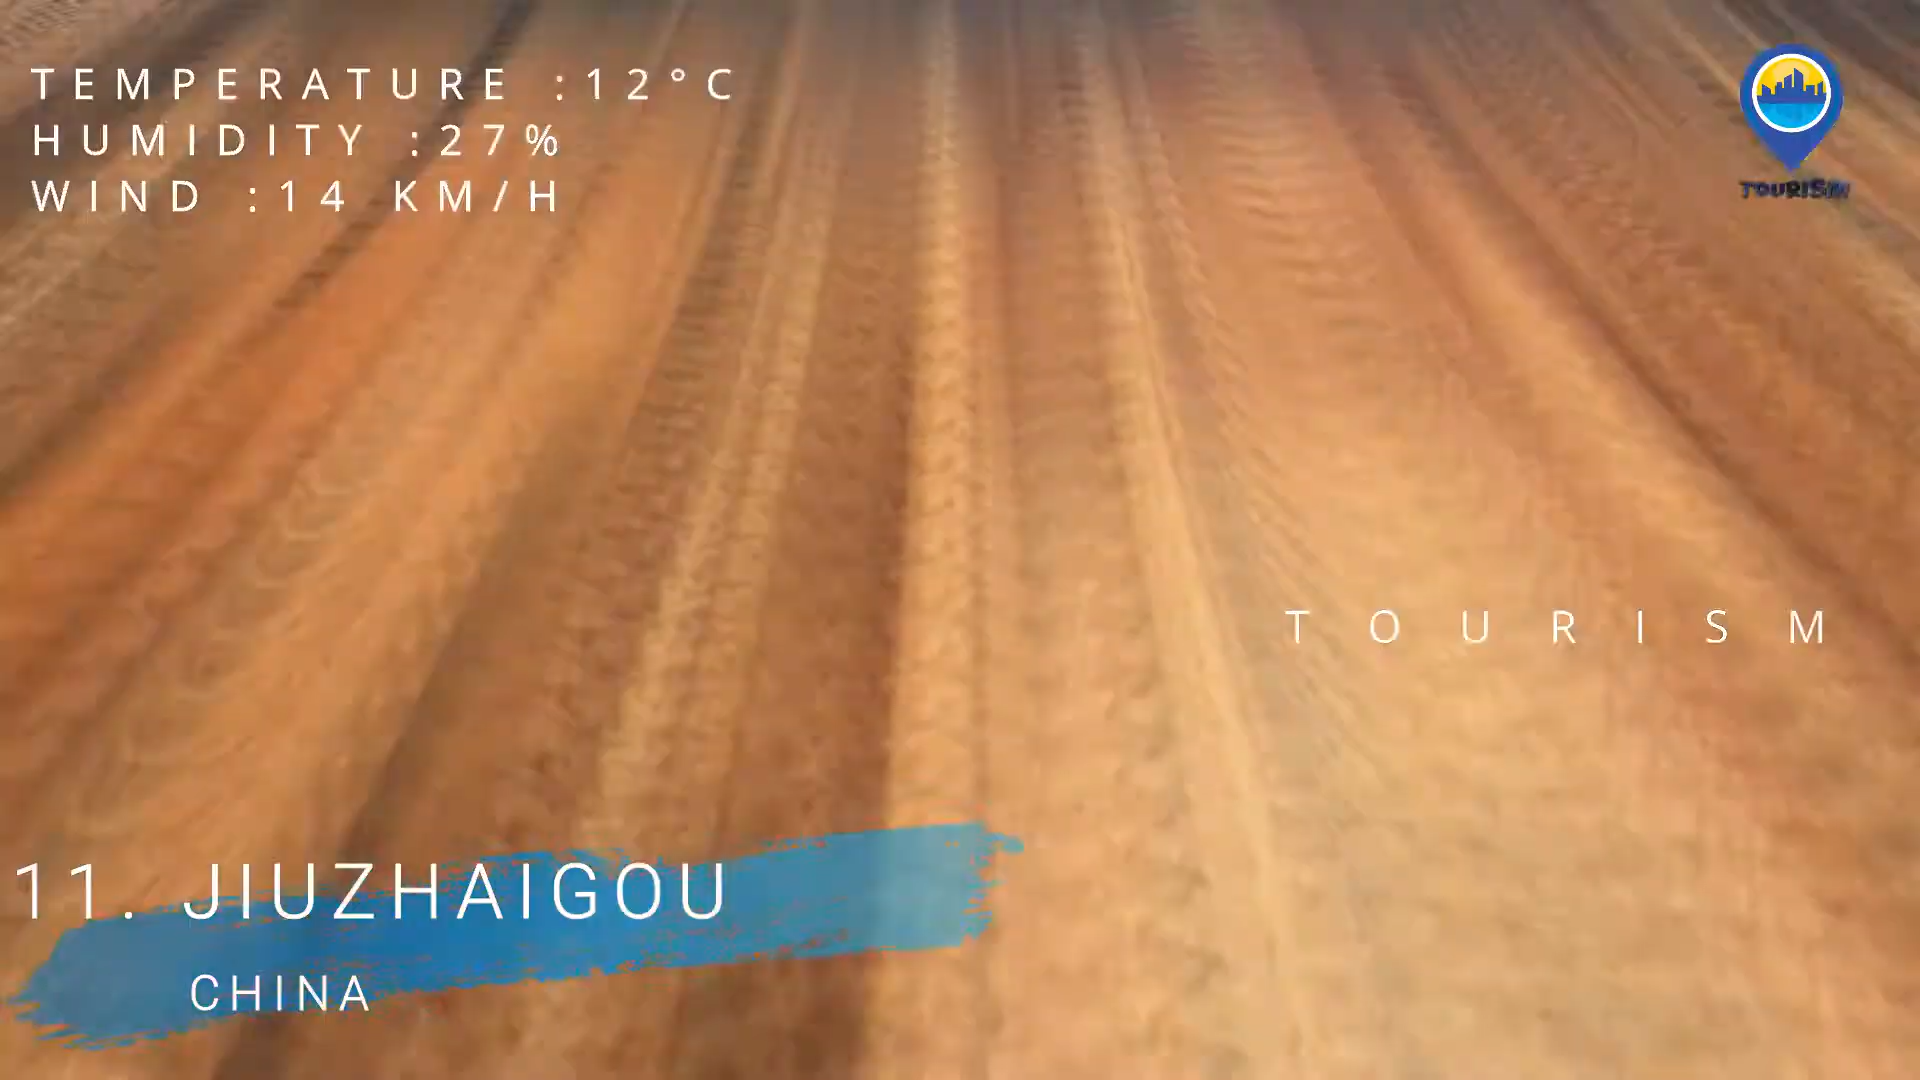 TEMPERATURE :12°C
HUMIDITY :27%
WIND :14 KM/H
TOURISM
TOURISM
11. JIUZHAIGOU
CHINA